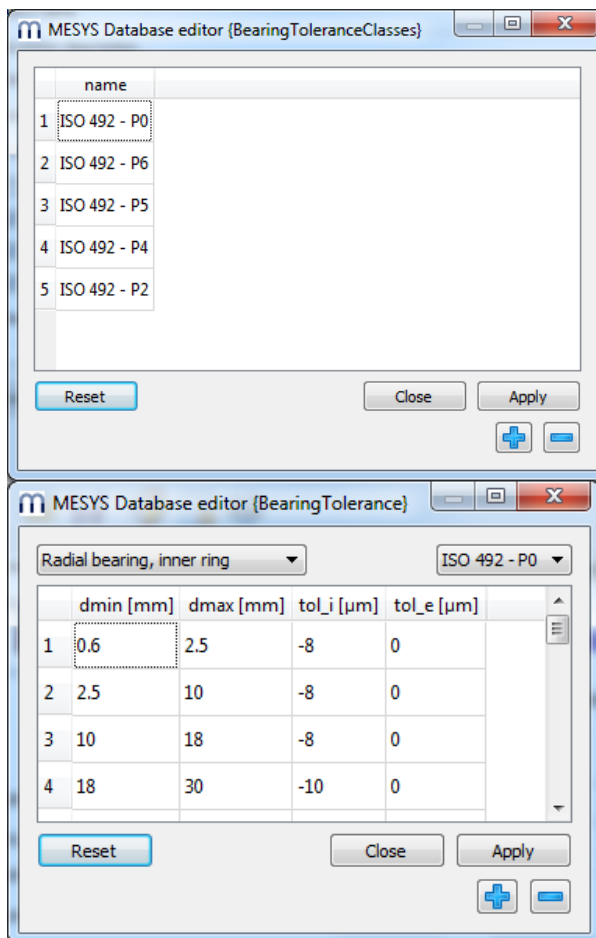 MESYS Database editor {BearingToleranceClasses}
name
1 ISO 492 - P0
2 ISO 492 - P6
3 ISO 492 - P5
4 ISO 492 - P4
5 ISO 492 - P2
Reset Close Apply
MESYS Database editor {BearingTolerance}
Radial bearing, inner ring ISO 492 - P0
dmin [mm] dmax [mm] tol_i [µm] tol_e [µm]
1 0.6 2.5 -8 0
2 2.5 10 -8 0
3 10 18 -8 0
4 18 30 -10 0
Reset Close Apply